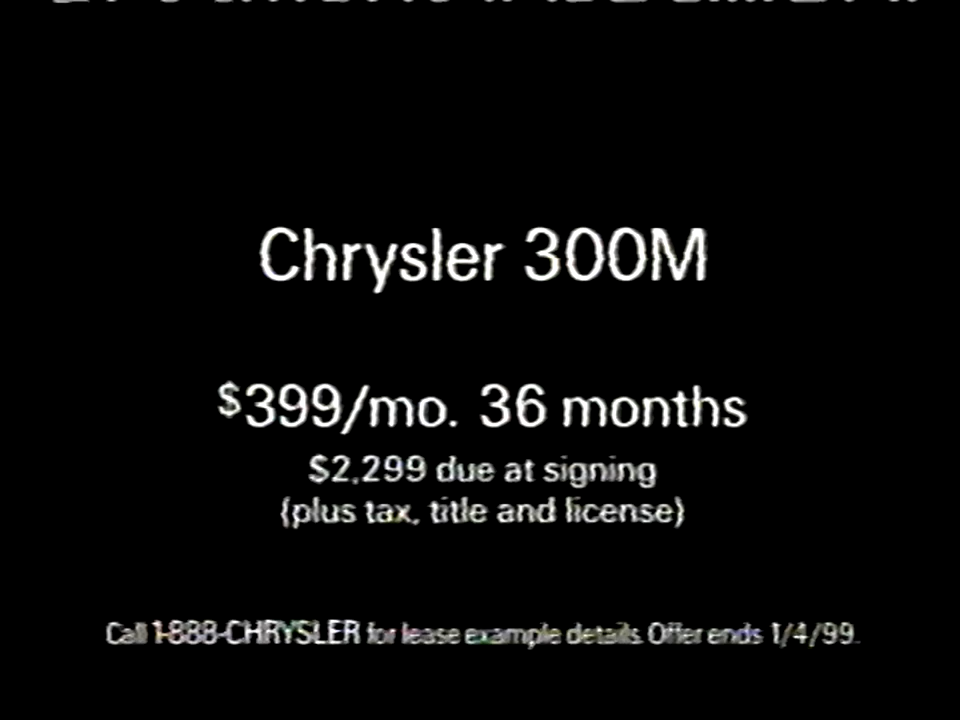 Chrysler 300M
$399/mo. 36 months
$2,299 due at signing
(plus tax, title and license)
Call 1-888-CHRYSLER for lease example details. Offer ends 1/4/99.